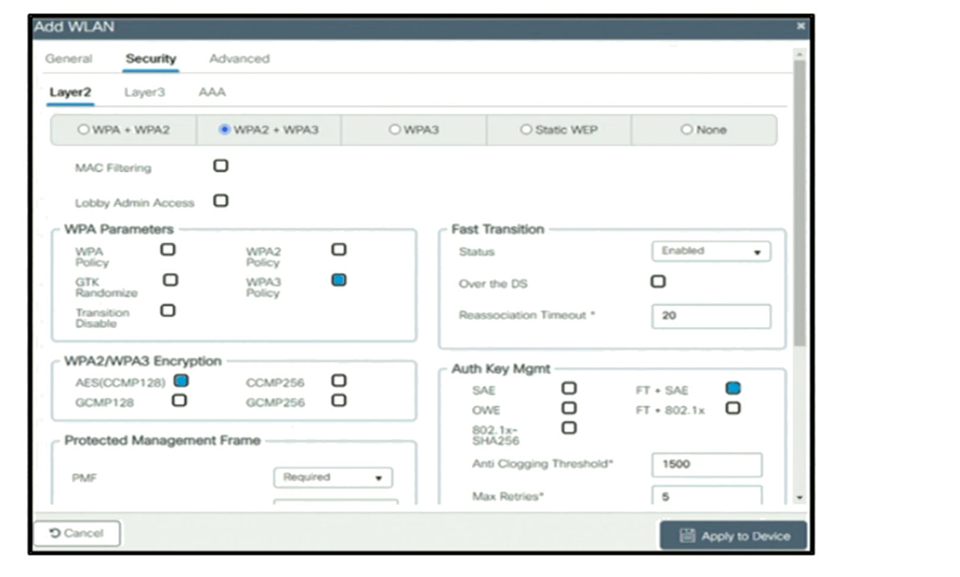 Add WLAN ×
General Security Advanced
Layer2 Layer3 AAA
WPA + WPA2 WPA2 + WPA3 WPA3 Static WEP None
MAC Filtering
Lobby Admin Access
WPA Parameters
WPA Policy WPA2 Policy
GTK Randomize WPA3 Policy
Transition Disable
Fast Transition
Status Enabled
Over the DS
Reassociation Timeout * 20
WPA2/WPA3 Encryption
AES(CCMP128) CCMP256
GCMP128 GCMP256
Protected Management Frame
PMF Required
Auth Key Mgmt
SAE FT + SAE
OWE FT + 802.1x
802.1x-SHA256
Anti Clogging Threshold* 1500
Max Retries* 5
Cancel Apply to Device